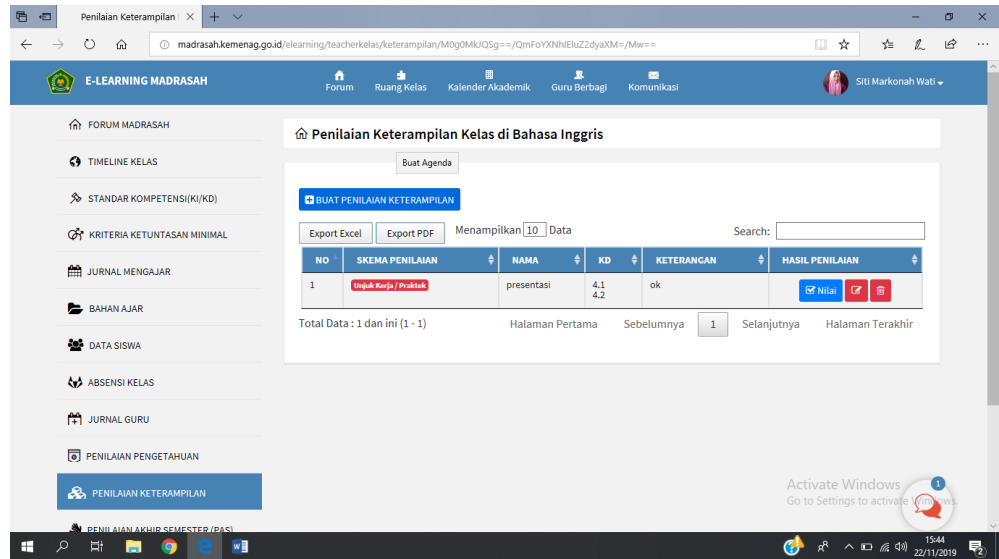 Penilaian Keterampilan
madrasah.kemenag.go.id/elearning/teacherkelas/keterampilan/M0g0MkJQSg==/QmFoYXNhIEluZ2dyaXM=/Mw==
E-LEARNING MADRASAH
Forum
Ruang Kelas
Kalender Akademik
Guru Berbagi
Komunikasi
Siti Markonah Wati
FORUM MADRASAH
TIMELINE KELAS
STANDAR KOMPETENSI(KI/KD)
KRITERIA KETUNTASAN MINIMAL
JURNAL MENGAJAR
BAHAN AJAR
DATA SISWA
ABSENSI KELAS
JURNAL GURU
PENILAIAN PENGETAHUAN
PENILAIAN KETERAMPILAN
PENILAIAN AKHIR SEMESTER (PAS)
Penilaian Keterampilan Kelas di Bahasa Inggris
Buat Agenda
BUAT PENILAIAN KETERAMPILAN
Export Excel Export PDF Menampilkan 10 Data Search:
NO SKEMA PENILAIAN NAMA KD KETERANGAN HASIL PENILAIAN
1 Unjuk Kerja / Praktek presentasi 4.1 ok Nilai
4.2
Total Data : 1 dan ini (1 - 1) Halaman Pertama Sebelumnya 1 Selanjutnya Halaman Terakhir
Activate Windows
Go to Settings to activate Windows.
1
15:44
22/11/2019
2